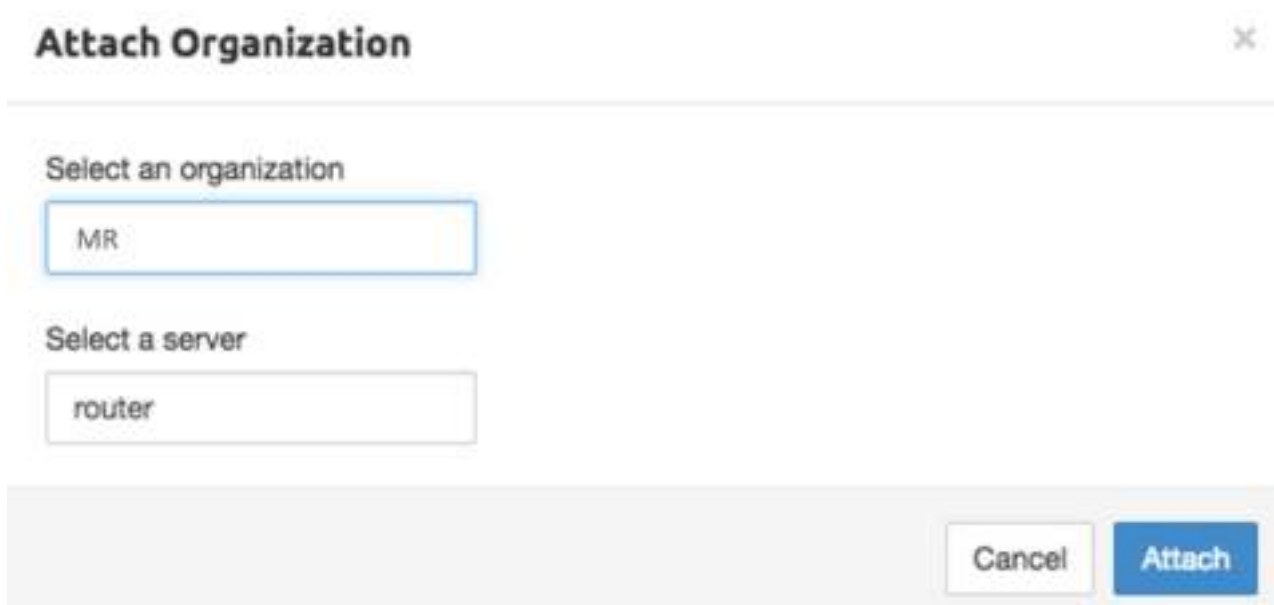 Attach Organization ×
Select an organization
MR
Select a server
router
Cancel Attach